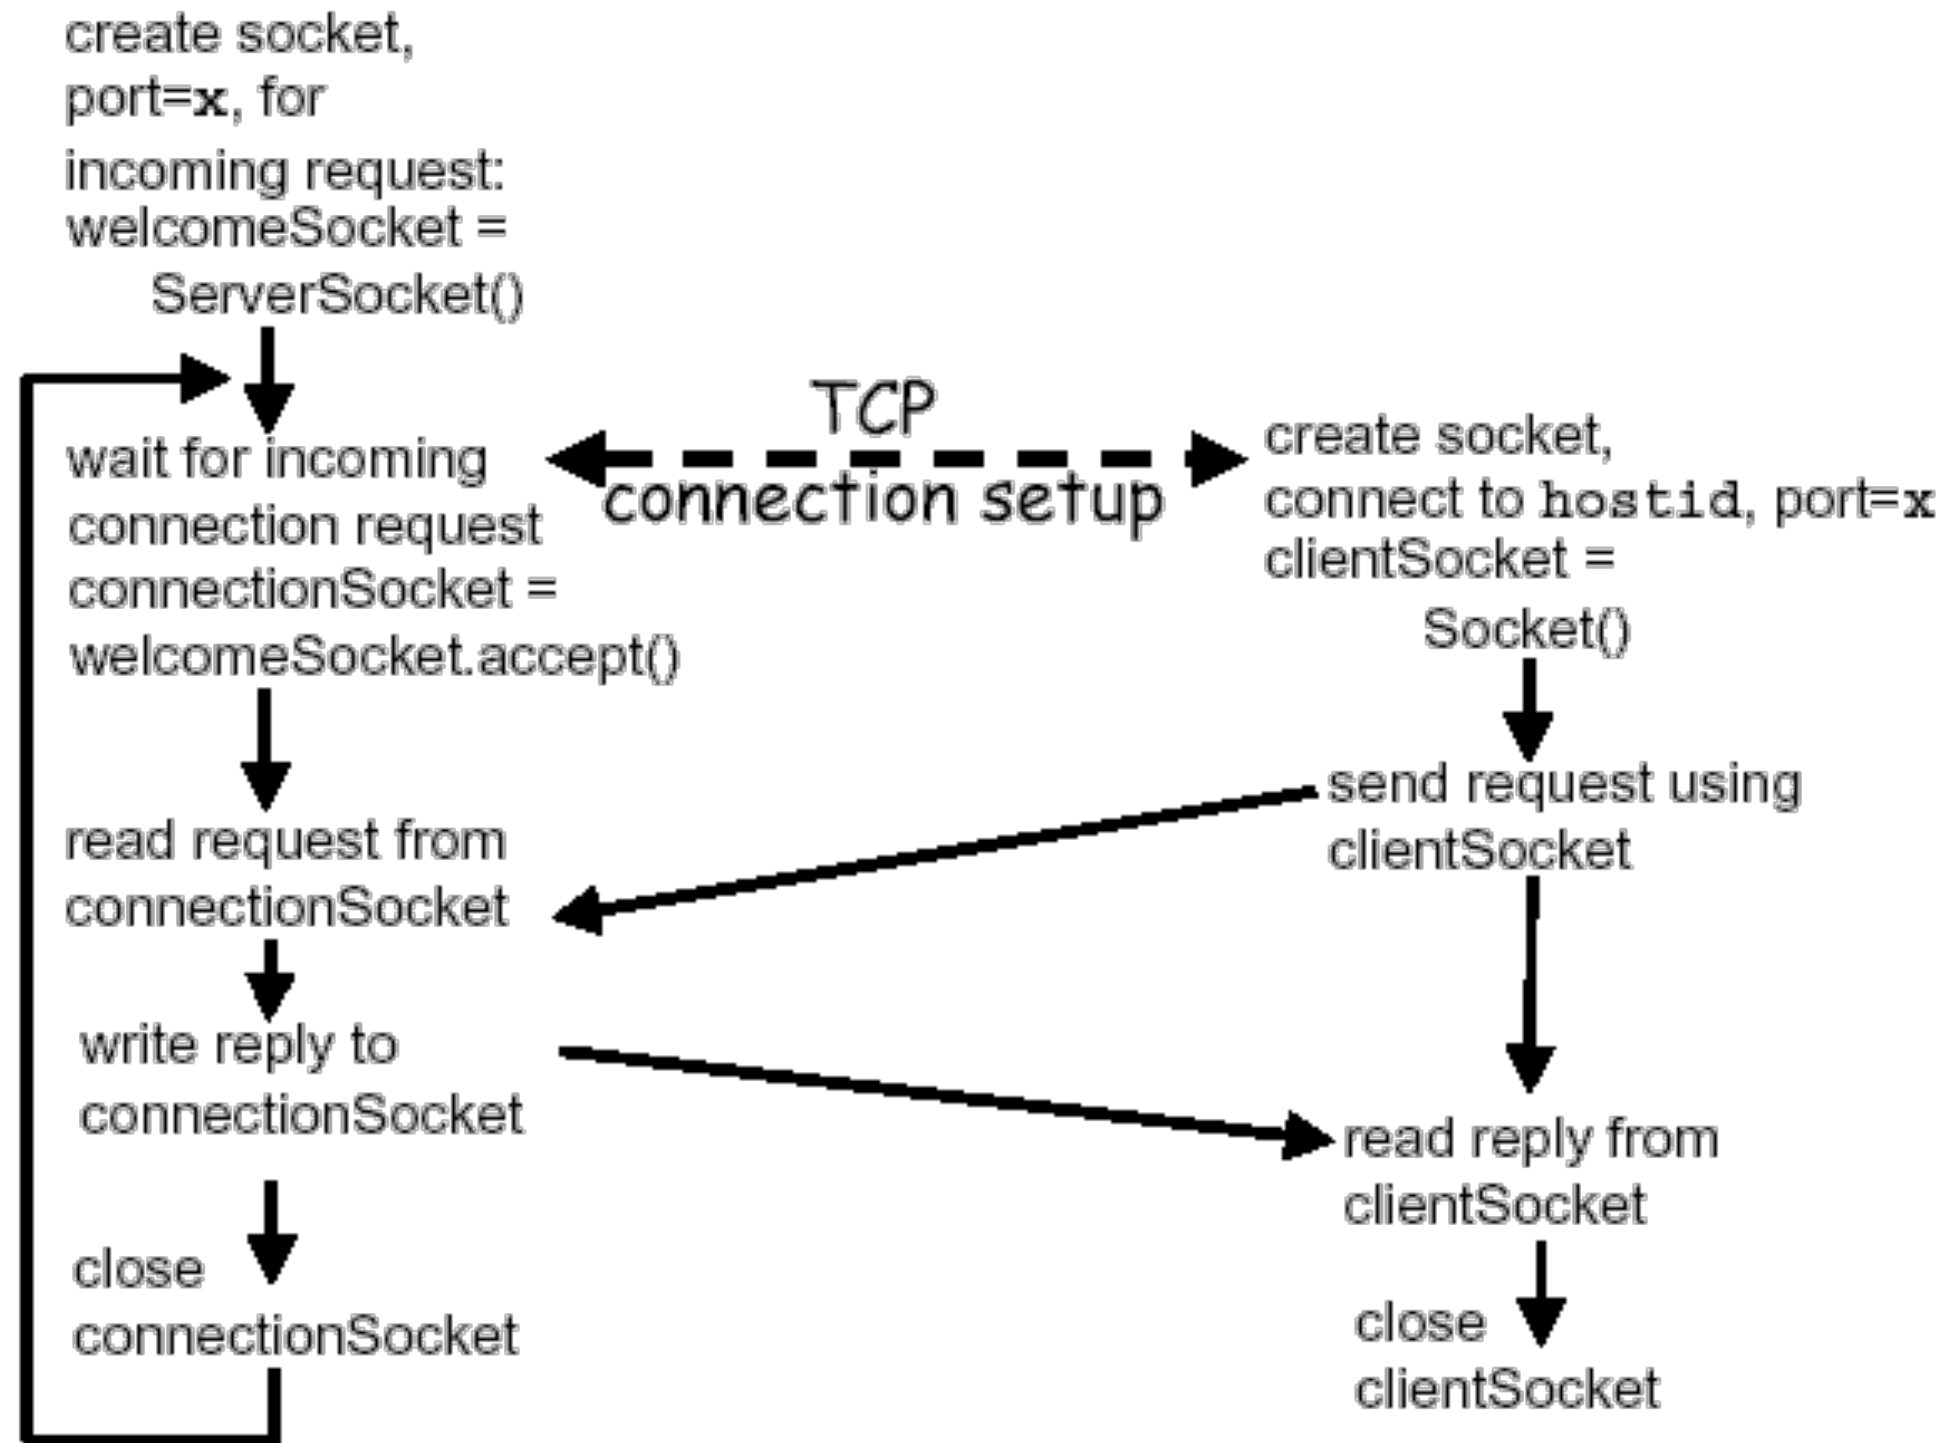 create socket,
port=x, for
incoming request:
welcomeSocket =
ServerSocket()
wait for incoming
connection request
connectionSocket =
welcomeSocket.accept()
TCP
connection setup
create socket,
connect to hostid, port=x
clientSocket =
Socket()
send request using
clientSocket
read request from
connectionSocket
write reply to
connectionSocket
read reply from
clientSocket
close
connectionSocket
close
clientSocket